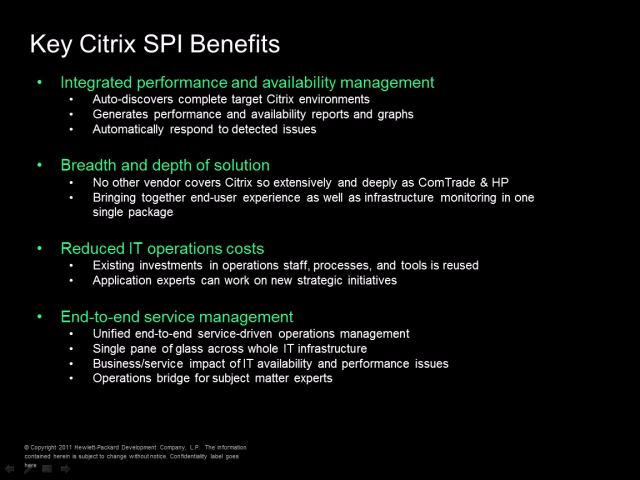 Key Citrix SPI Benefits
• Integrated performance and availability management
• Auto-discovers complete target Citrix environments
• Generates performance and availability reports and graphs
• Automatically respond to detected issues
• Breadth and depth of solution
• No other vendor covers Citrix so extensively and deeply as ComTrade & HP
• Bringing together end-user experience as well as infrastructure monitoring in one
single package
• Reduced IT operations costs
• Existing investments in operations staff, processes, and tools is reused
• Application experts can work on new strategic initiatives
• End-to-end service management
• Unified end-to-end service-driven operations management
• Single pane of glass across whole IT infrastructure
• Business/service impact of IT availability and performance issues
• Operations bridge for subject matter experts
© Copyright 2011 Hewlett-Packard Development Company, L.P. The information
contained herein is subject to change without notice. Confidentiality label goes
here